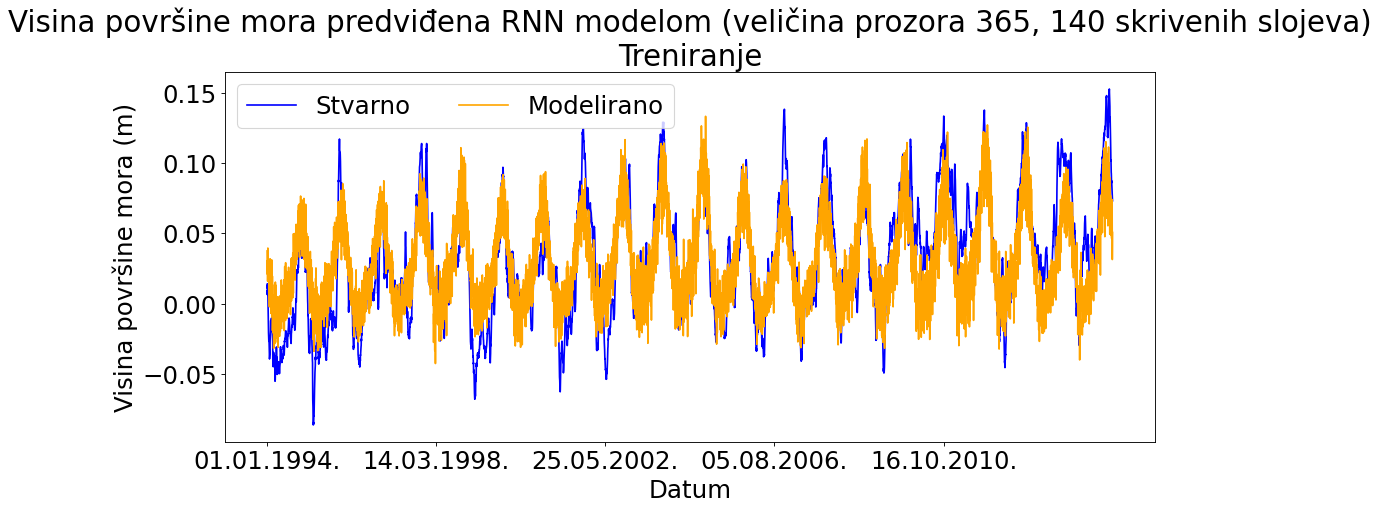 Visina površine mora predviđena RNN modelom (veličina prozora 365, 140 skrivenih slojeva)
Treniranje
Stvarno Modelirano
Visina površine mora (m)
0.15
0.10
0.05
0.00
−0.05
01.01.1994. 14.03.1998. 25.05.2002. 05.08.2006. 16.10.2010.
Datum